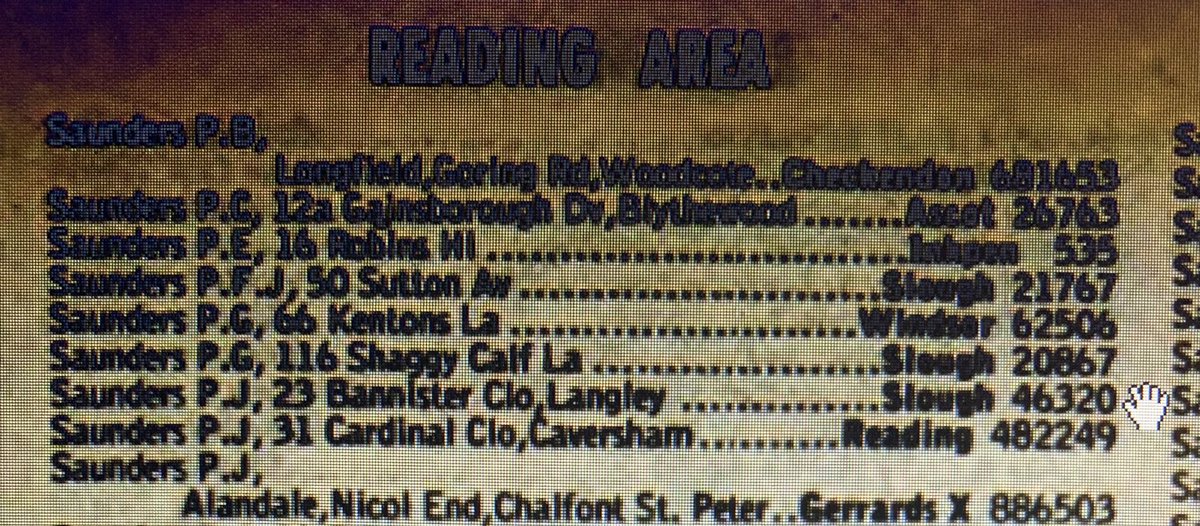 READING AREA
Saunders P.B,
Longfield,Goring Rd,Woodcote..Checkendon 681653
Saunders P.C, 12a Gainsborough Dv,Blythewood.......Ascot 26763
Saunders P.E, 16 Robins Hl...............................Inkpen 535
Saunders P.F.J, 50 Sutton Av...........................Slough 21767
Saunders P.G, 66 Kentons La..........................Windsor 62506
Saunders P.G, 116 Shaggy Calf La.....................Slough 20867
Saunders P.J, 23 Bannister Clo,Langley...............Slough 46320
Saunders P.J, 31 Cardinal Clo,Caversham..........Reading 482249
Saunders P.J,
Alandale,Nicol End,Chalfont St. Peter..Gerrards X 886503